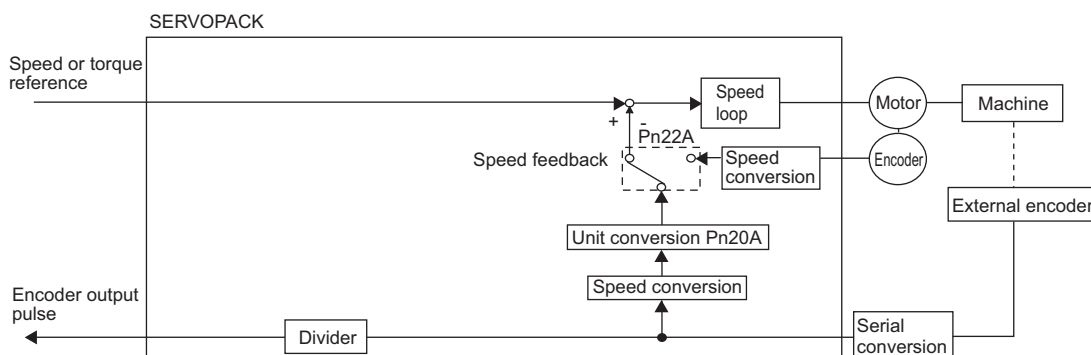 SERVOPACK
Speed or torque
reference
Speed
loop
Motor
Machine
+
-
Pn22A
Speed feedback
Speed
conversion
Encoder
External encoder
Unit conversion Pn20A
Speed conversion
Encoder output
pulse
Divider
Serial
conversion